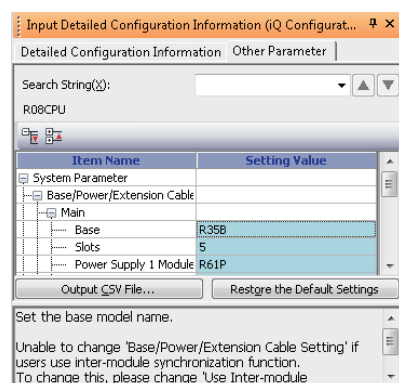 Input Detailed Configuration Information (iQ Configurat...
Detailed Configuration Information Other Parameter
Search String(X):
R08CPU
Item Name Setting Value
System Parameter
Base/Power/Extension Cable
Main
Base R35B
Slots 5
Power Supply 1 Module R61P
Output CSV File... Restore the Default Settings
Set the base model name.
Unable to change 'Base/Power/Extension Cable Setting' if
users use inter-module synchronization function.
To change this, please change 'Use Inter-module